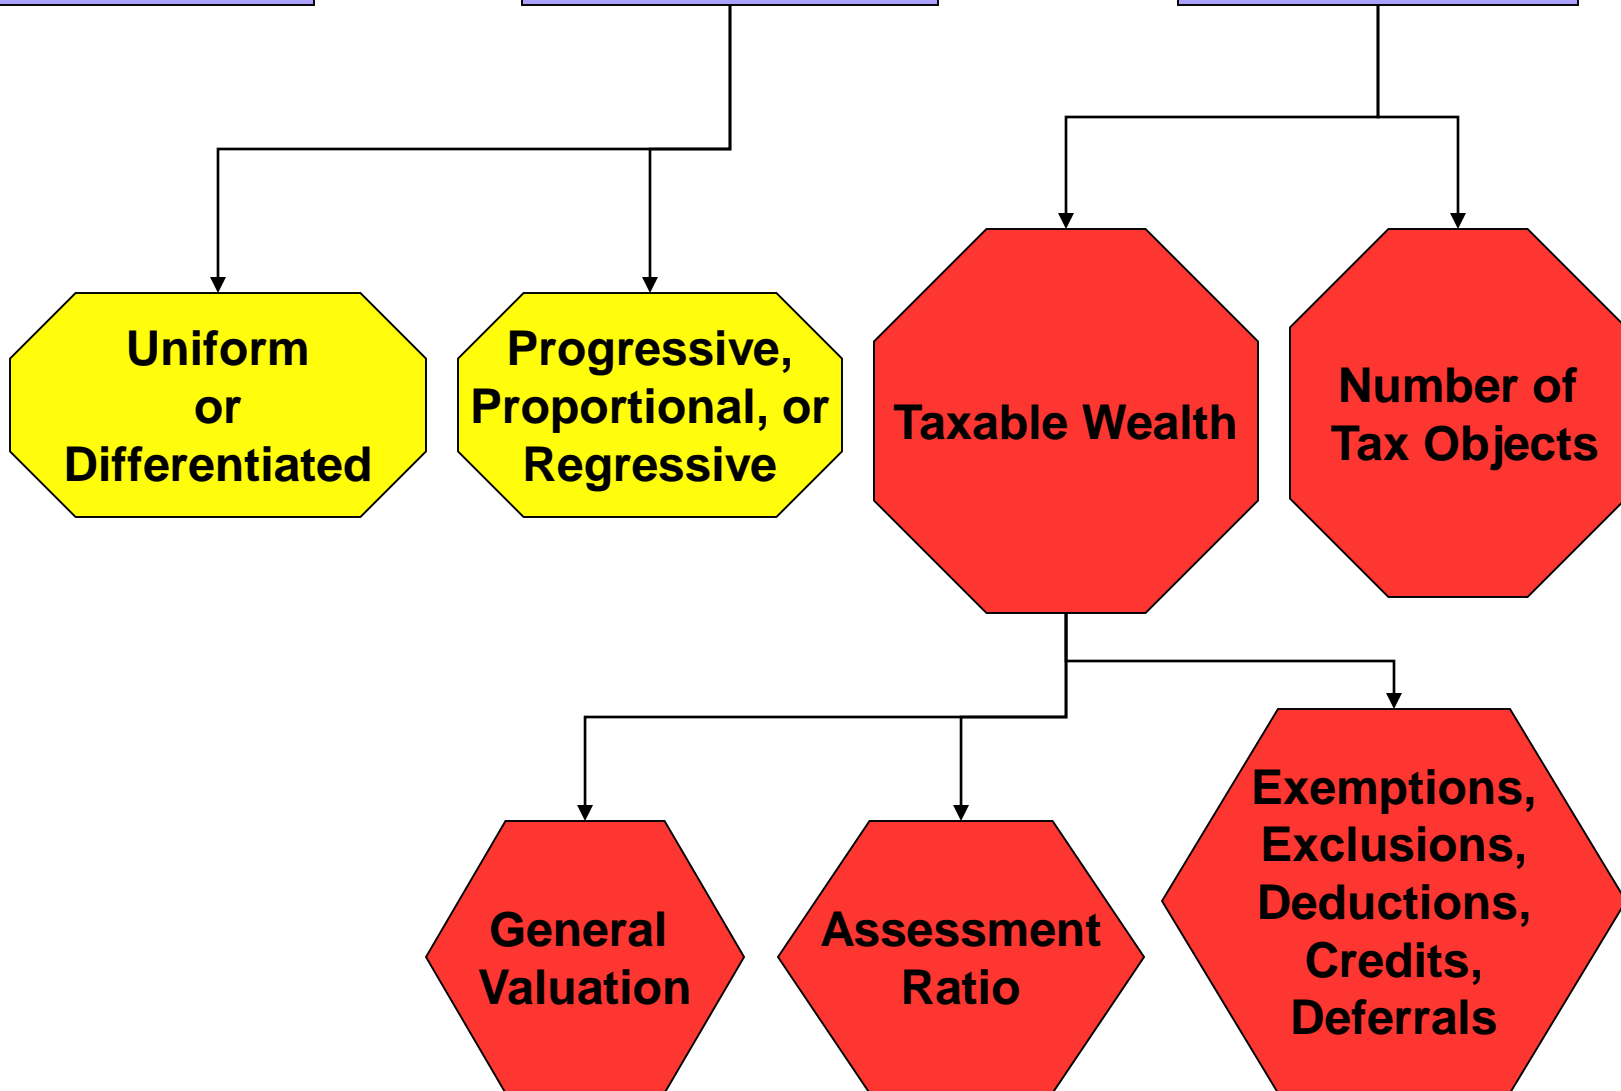 Uniform
or
Differentiated
Progressive,
Proportional, or
Regressive
Taxable Wealth
Number of
Tax Objects
General
Valuation
Assessment
Ratio
Exemptions,
Exclusions,
Deductions,
Credits,
Deferrals